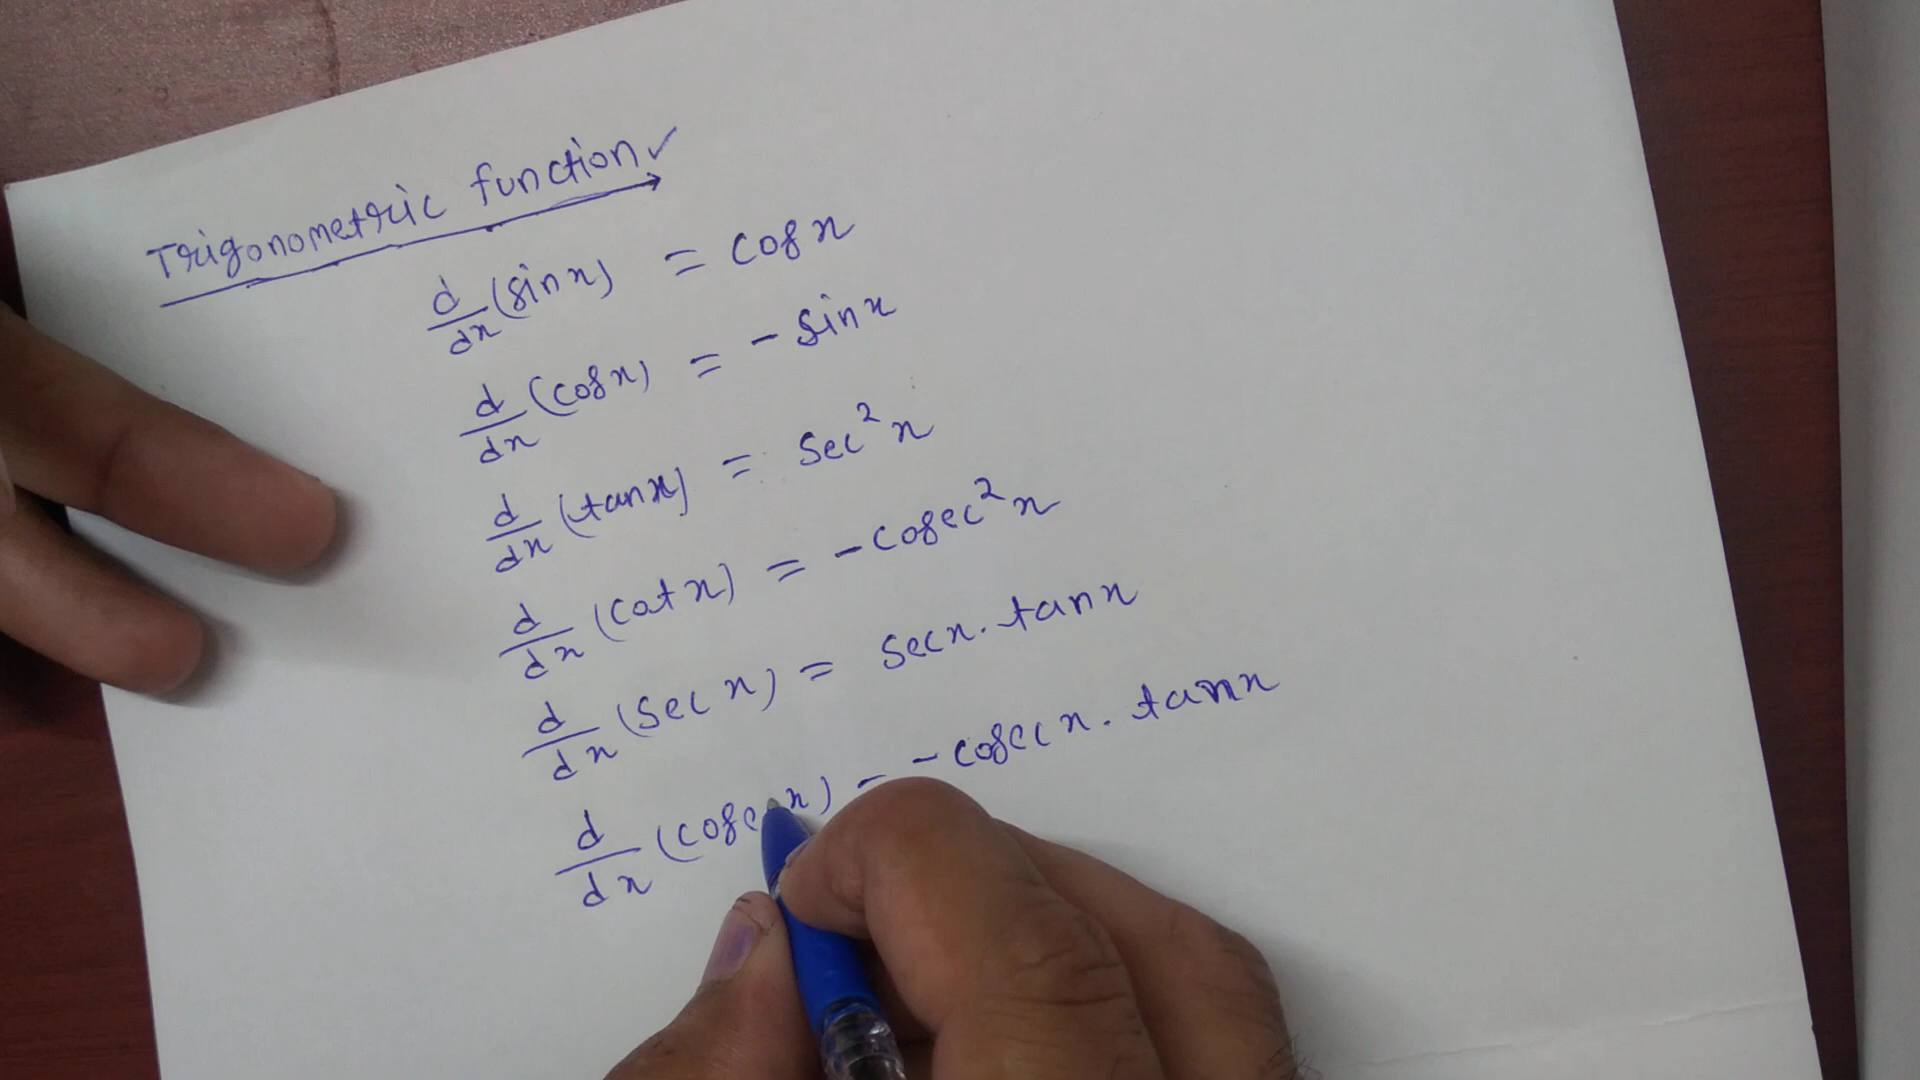 Trigonometric function ✓
d/dx (sin x) = cos x
d/dx (cos x) = - sin x
d/dx (tan x) = sec² x
d/dx (cot x) = - cosec² x
d/dx (sec x) = sec x . tan x
d/dx (cosec x) = - cosec x . tan x